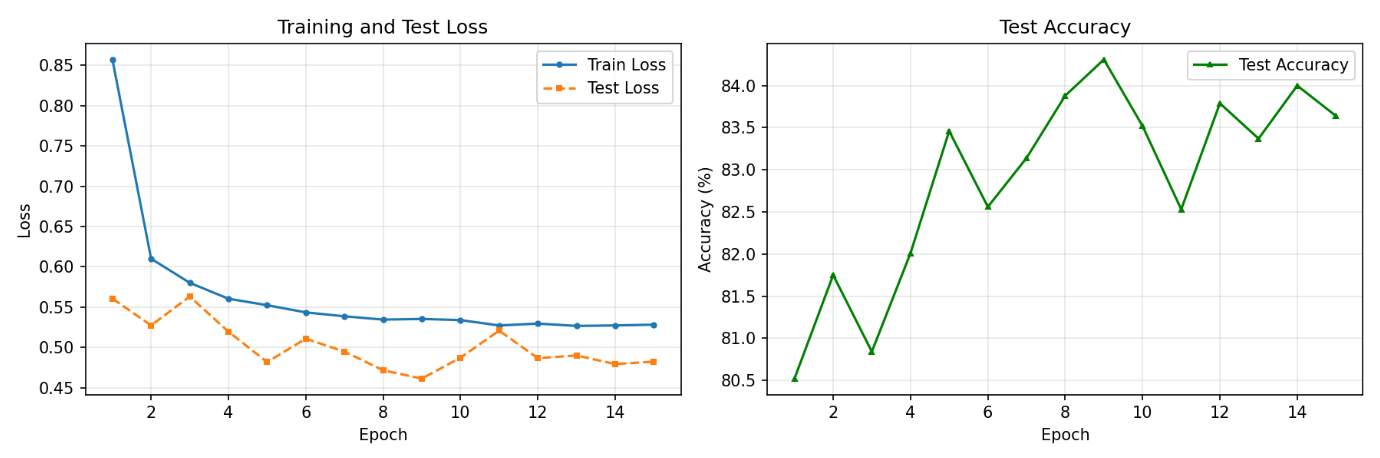 Training and Test Loss
Train Loss
Test Loss
0.85
0.80
0.75
0.70
0.65
0.60
0.55
0.50
0.45
Loss
2 4 6 8 10 12 14
Epoch
Test Accuracy
Test Accuracy
84.0
83.5
83.0
82.5
82.0
81.5
81.0
80.5
Accuracy (%)
2 4 6 8 10 12 14
Epoch